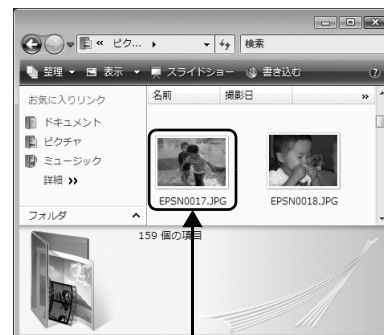 ピク...
検索
整理 表示 スライドショー 書き込む
お気に入りリンク
ドキュメント
ピクチャ
ミュージック
詳細 »
フォルダ
名前 撮影日 »
EPSN0017.JPG EPSN0018.JPG
159 個の項目